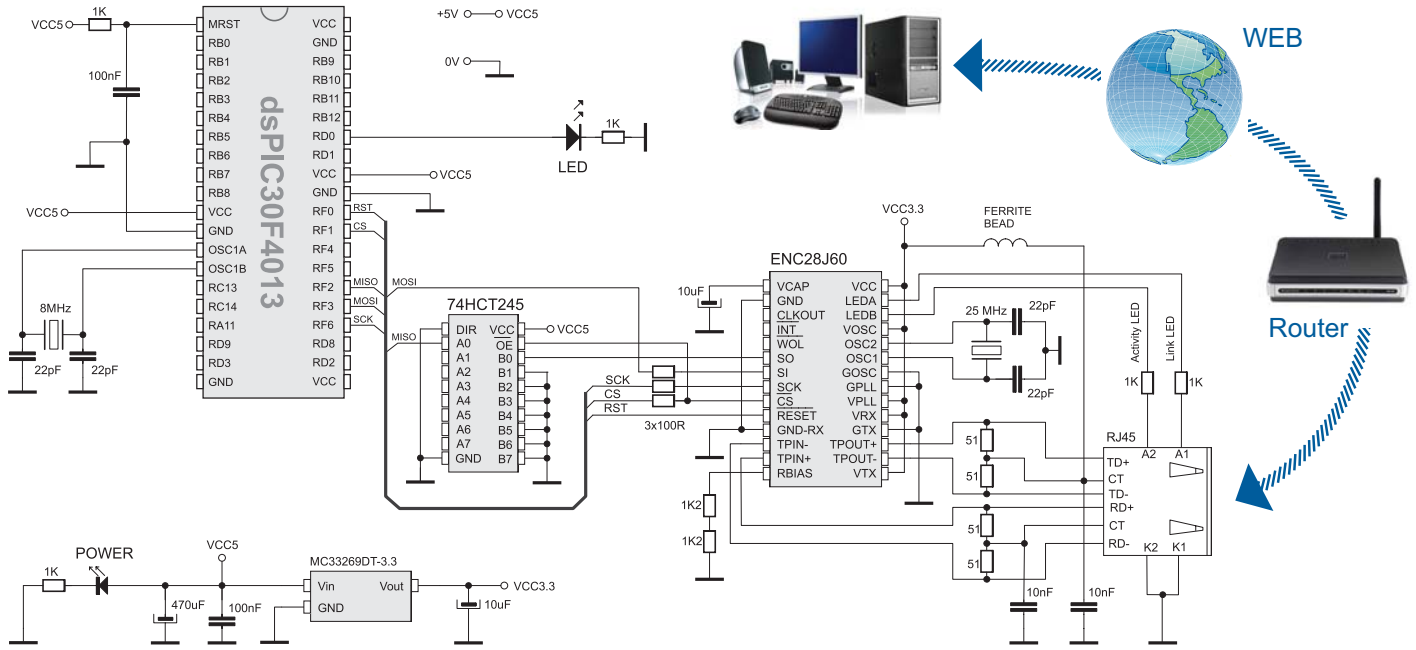 1K
VCC5
100nF
VCC5
8MHz
22pF
22pF
MRST
RB0
RB1
RB2
RB3
RB4
RB5
RB6
RB7
RB8
VCC
GND
OSC1A
OSC1B
RC13
RC14
RA11
RD9
RD3
GND
dsPIC30F4013
VCC
GND
RB9
RB10
RB11
RB12
RD0
RD1
VCC
GND
RF0
RF1
RF4
RF5
RF2
RF3
RF6
RD8
RD2
VCC
RST
CS
MISO
MOSI
SCK
MOSI
MISO
+5V
VCC5
0V
LED
1K
VCC5
74HCT245
DIR
A0
A1
A2
A3
A4
A5
A6
A7
GND
VCC
OE
B0
B1
B2
B3
B4
B5
B6
B7
VCC5
SCK
CS
RST
3x100R
10uF
1K2
1K2
ENC28J60
VCAP
GND
CLKOUT
INT
WOL
SO
SI
SCK
CS
RESET
GND-RX
TPIN-
TPIN+
RBIAS
VCC
LEDA
LEDB
VOSC
OSC2
OSC1
GOSC
GPLL
VPLL
VRX
GTX
TPOUT+
TPOUT-
VTX
VCC3.3
FERRITE
BEAD
25 MHz
22pF
22pF
Activity LED
Link LED
1K
1K
51
51
51
51
10nF
10nF
RJ45
A2
A1
TD+
CT
TD-
RD+
CT
RD-
K2
K1
WEB
Router
POWER
1K
470uF
VCC5
100nF
MC33269DT-3.3
Vin
Vout
GND
VCC3.3
10uF